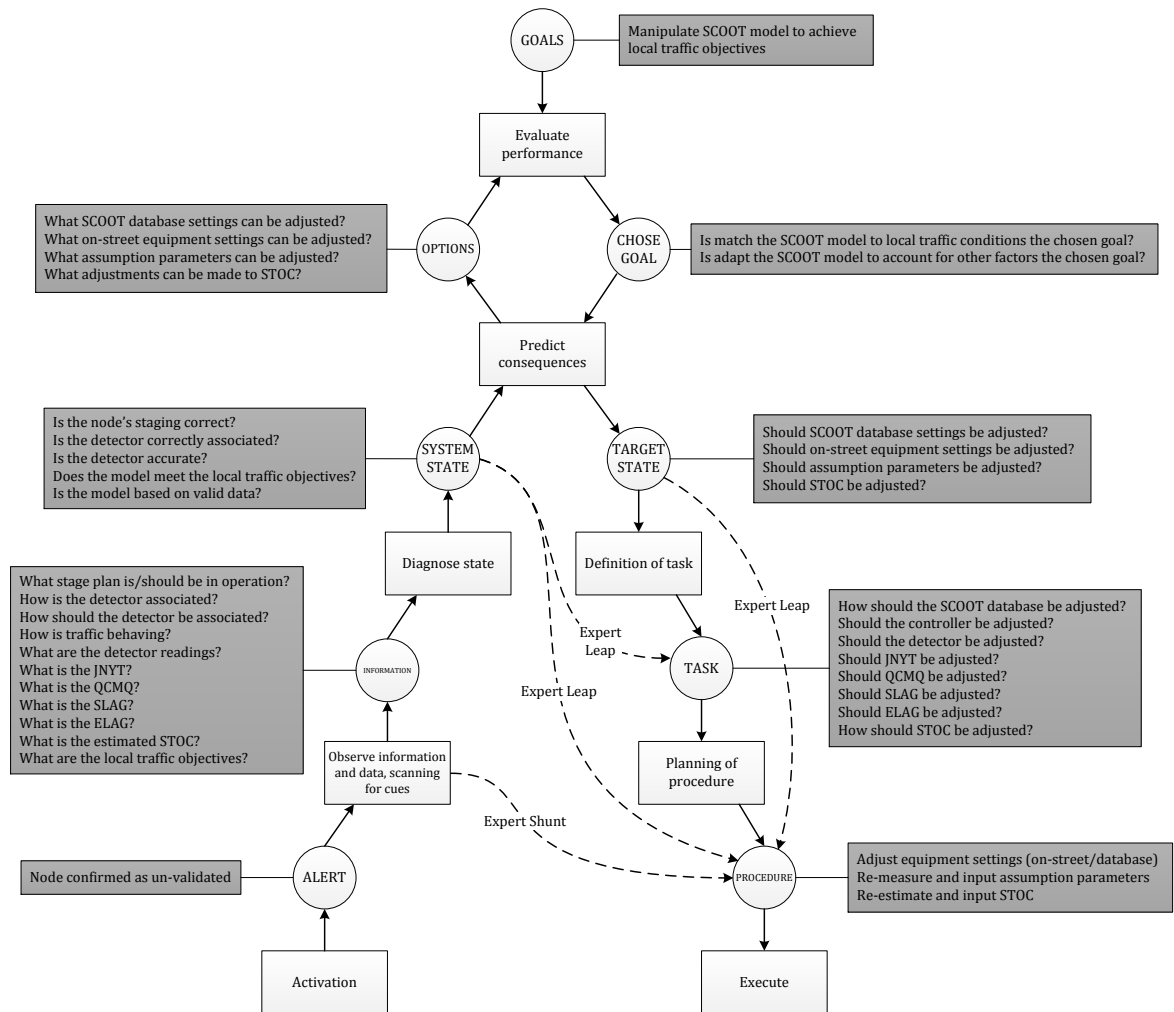 GOALS
Manipulate SCOOT model to achieve
local traffic objectives
Evaluate
performance
What SCOOT database settings can be adjusted?
What on-street equipment settings can be adjusted?
What assumption parameters can be adjusted?
What adjustments can be made to STOC?
OPTIONS
CHOSE
GOAL
Is match the SCOOT model to local traffic conditions the chosen goal?
Is adapt the SCOOT model to account for other factors the chosen goal?
Predict
consequences
Is the node's staging correct?
Is the detector correctly associated?
Is the detector accurate?
Does the model meet the local traffic objectives?
Is the model based on valid data?
SYSTEM
STATE
TARGET
STATE
Should SCOOT database settings be adjusted?
Should on-street equipment settings be adjusted?
Should assumption parameters be adjusted?
Should STOC be adjusted?
Diagnose state
Definition of task
What stage plan is/should be in operation?
How is the detector associated?
How should the detector be associated?
How is traffic behaving?
What are the detector readings?
What is the JNYT?
What is the QCMQ?
What is the SLAG?
What is the ELAG?
What is the estimated STOC?
What are the local traffic objectives?
INFORMATION
Expert
Leap
Expert Leap
Expert Leap
TASK
How should the SCOOT database be adjusted?
Should the controller be adjusted?
Should the detector be adjusted?
Should JNYT be adjusted?
Should QCMQ be adjusted?
Should SLAG be adjusted?
Should ELAG be adjusted?
How should STOC be adjusted?
Observe information
and data, scanning
for cues
Planning of
procedure
Expert Shunt
Node confirmed as un-validated
ALERT
PROCEDURE
Adjust equipment settings (on-street/database)
Re-measure and input assumption parameters
Re-estimate and input STOC
Activation
Execute